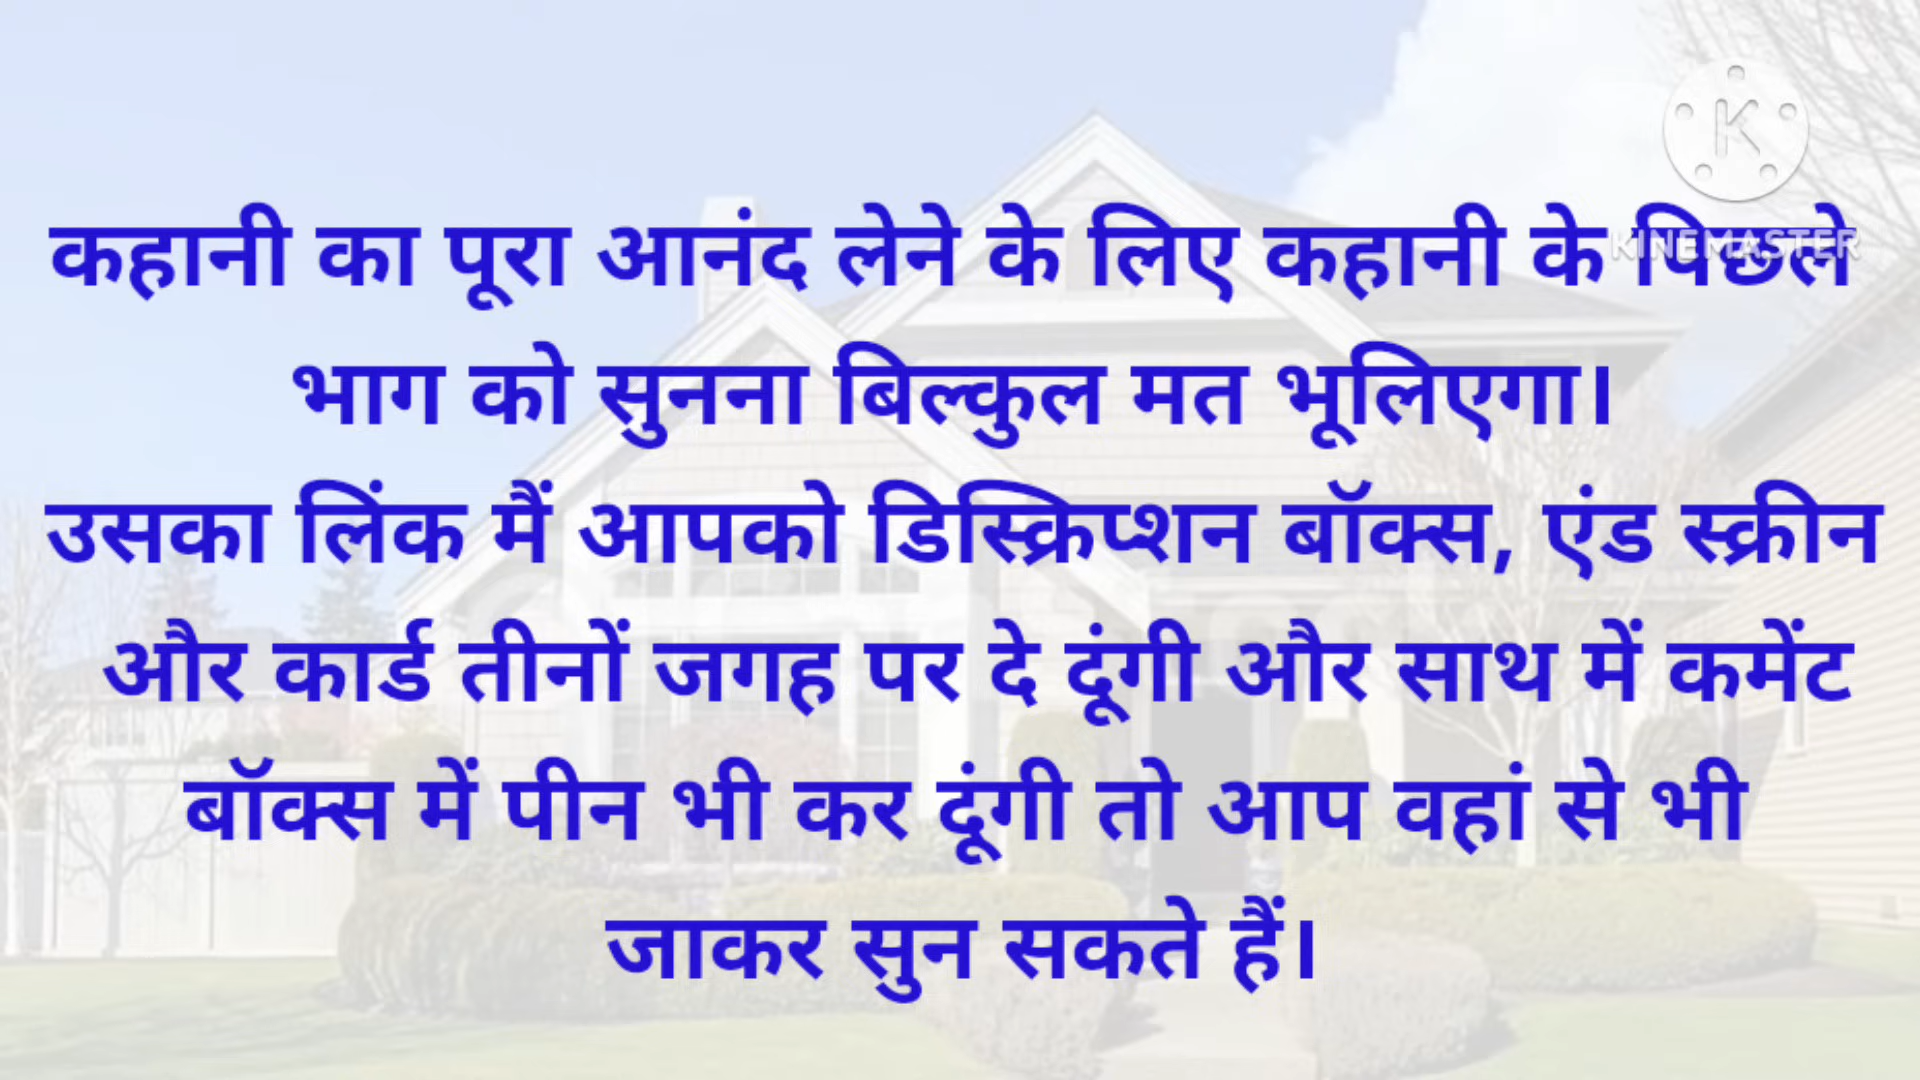 K
KINEMASTER
कहानी का पूरा आनंद लेने के लिए कहानी के पिछले
भाग को सुनना बिल्कुल मत भूलिएगा।
उसका लिंक मैं आपको डिस्क्रिप्शन बॉक्स, एंड स्क्रीन
और कार्ड तीनों जगह पर दे दूंगी और साथ में कमेंट
बॉक्स में पीन भी कर दूंगी तो आप वहां से भी
जाकर सुन सकते हैं।